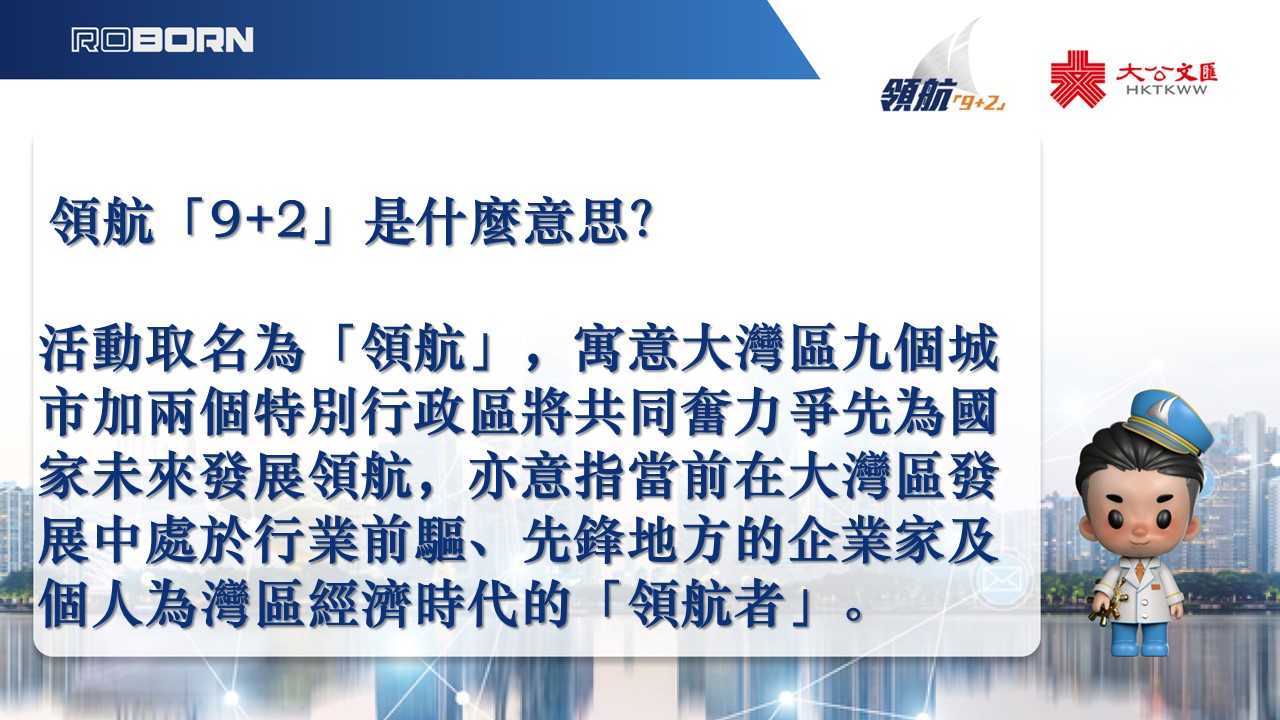 ROBORN
領航「9+2」
大公文匯
HKTKWW
領航「9+2」是什麼意思?
活動取名為「領航」，寓意大灣區九個城
市加兩個特別行政區將共同奮力爭先為國
家未來發展領航，亦意指當前在大灣區發
展中處於行業前驅、先鋒地方的企業家及
個人為灣區經濟時代的「領航者」。